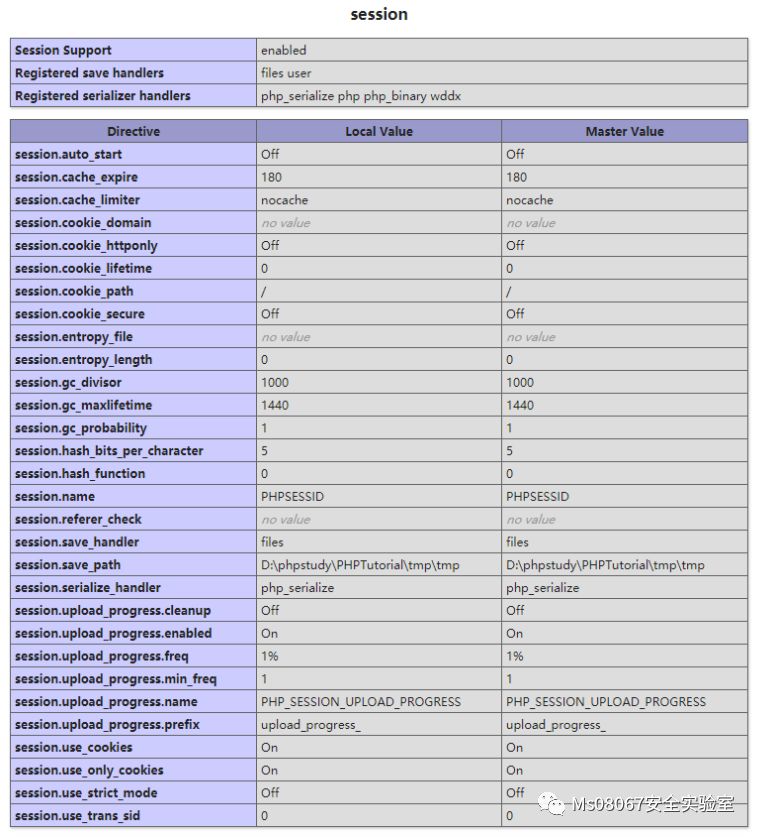 session
Session Support enabled
Registered save handlers files user
Registered serializer handlers php_serialize php php_binary wddx
Directive Local Value Master Value
session.auto_start Off Off
session.cache_expire 180 180
session.cache_limiter nocache nocache
session.cookie_domain no value no value
session.cookie_httponly Off Off
session.cookie_lifetime 0 0
session.cookie_path / /
session.cookie_secure Off Off
session.entropy_file no value no value
session.entropy_length 0 0
session.gc_divisor 1000 1000
session.gc_maxlifetime 1440 1440
session.gc_probability 1 1
session.hash_bits_per_character 5 5
session.hash_function 0 0
session.name PHPSESSID PHPSESSID
session.referer_check no value no value
session.save_handler files files
session.save_path D:\phpstudy\PHPTutorial\tmp\tmp D:\phpstudy\PHPTutorial\tmp\tmp
session.serialize_handler php_serialize php_serialize
session.upload_progress.cleanup Off Off
session.upload_progress.enabled On On
session.upload_progress.freq 1% 1%
session.upload_progress.min_freq 1 1
session.upload_progress.name PHP_SESSION_UPLOAD_PROGRESS PHP_SESSION_UPLOAD_PROGRESS
session.upload_progress.prefix upload_progress_ upload_progress_
session.use_cookies On On
session.use_only_cookies On On
session.use_strict_mode Off Off
session.use_trans_sid 0 0
Ms08067安全实验室